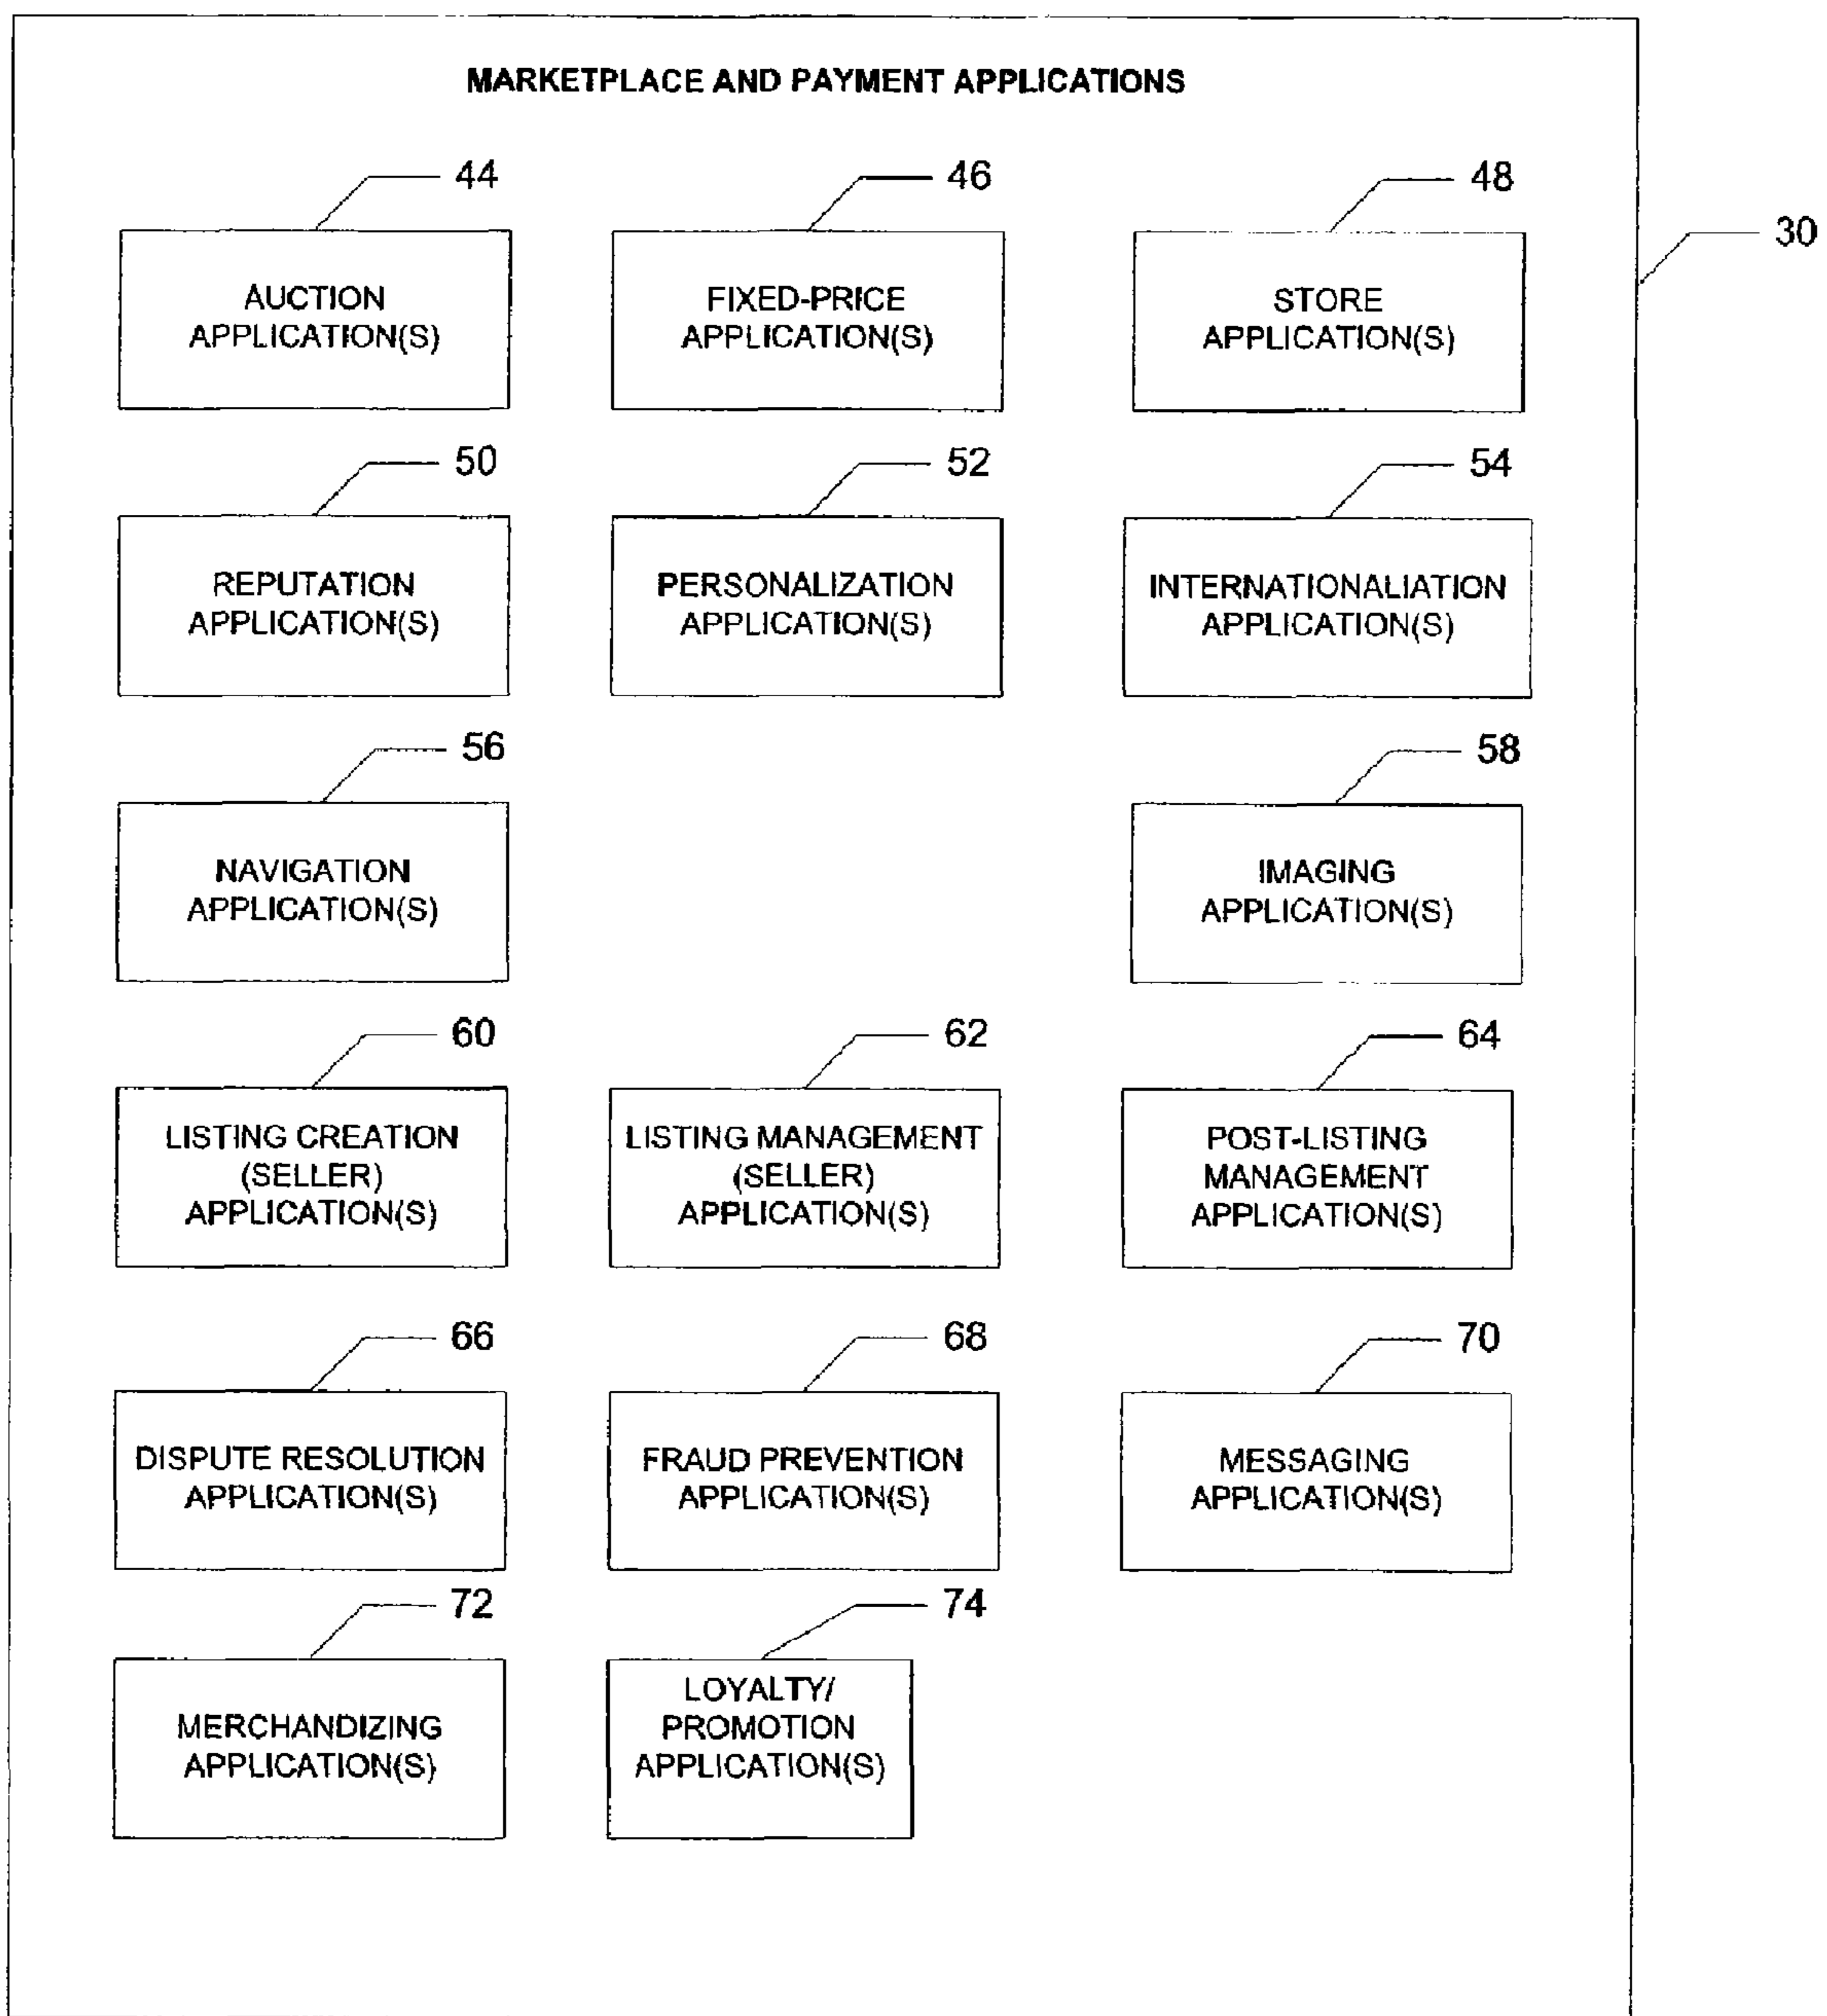 MARKETPLACE AND PAYMENT APPLICATIONS
44
46
48
30
AUCTION
APPLICATION(S)
FIXED-PRICE
APPLICATION(S)
STORE
APPLICATION(S)
50
52
54
REPUTATION
APPLICATION(S)
PERSONALIZATION
APPLICATION(S)
INTERNATIONALIATION
APPLICATION(S)
56
58
NAVIGATION
APPLICATION(S)
IMAGING
APPLICATION(S)
60
62
64
LISTING CREATION
(SELLER)
APPLICATION(S)
LISTING MANAGEMENT
(SELLER)
APPLICATION(S)
POST-LISTING
MANAGEMENT
APPLICATION(S)
66
68
70
DISPUTE RESOLUTION
APPLICATION(S)
FRAUD PREVENTION
APPLICATION(S)
MESSAGING
APPLICATION(S)
72
74
MERCHANDIZING
APPLICATION(S)
LOYALTY/
PROMOTION
APPLICATION(S)